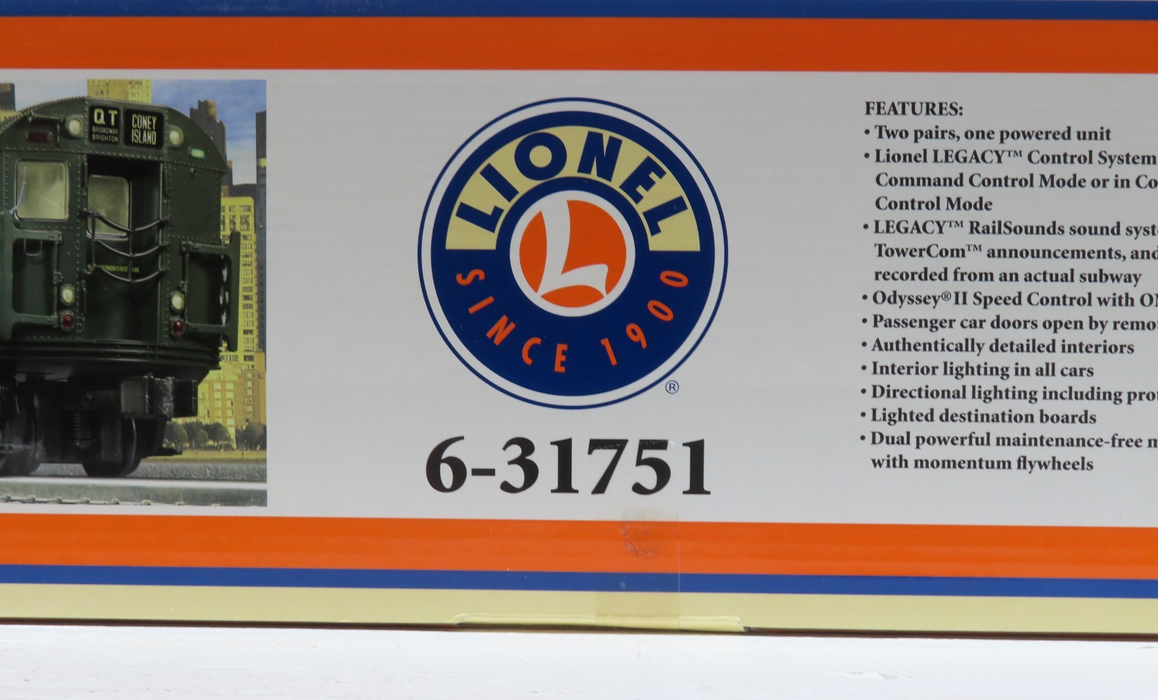 QT
BROADWAY
BRIGHTON
CONEY
ISLAND
LIONEL
L
SINCE 1900
®
6-31751
FEATURES:
• Two pairs, one powered unit
• Lionel LEGACY™ Control System
Command Control Mode or in Co
Control Mode
• LEGACY™ RailSounds sound syst
TowerCom™ announcements, and
recorded from an actual subway
• Odyssey®II Speed Control with
• Passenger car doors open by remo
• Authentically detailed interiors
• Interior lighting in all cars
• Directional lighting including pro
• Lighted destination boards
• Dual powerful maintenance-free
with momentum flywheels